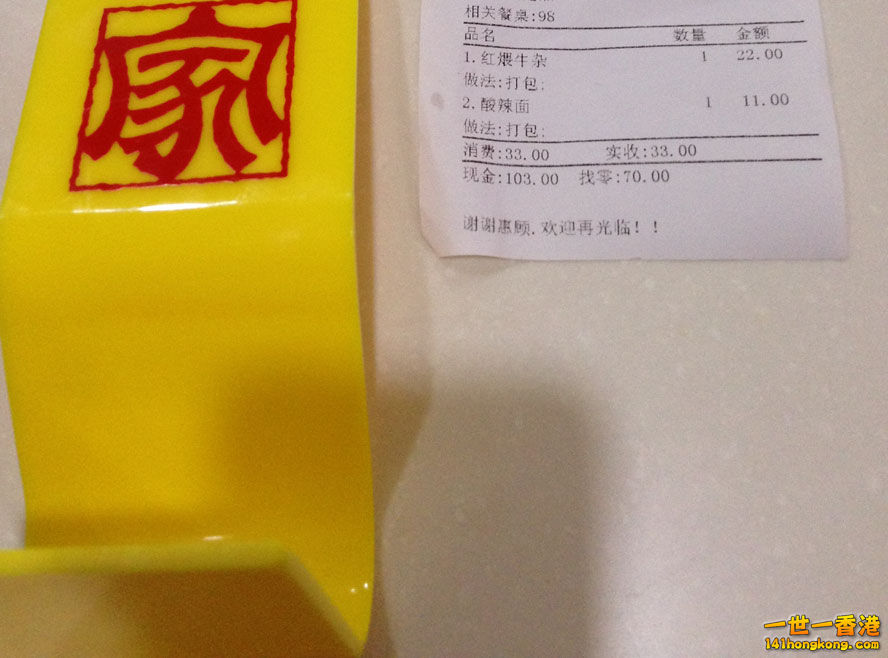 家
相关餐桌:98
品名 数量 金额
1.红煨牛杂 1 22.00
做法:打包;
2.酸辣面 1 11.00
做法:打包;
消费:33.00 实收:33.00
现金:103.00 找零:70.00
谢谢惠顾.欢迎再光临！！
一世一香港
141hongkong.com